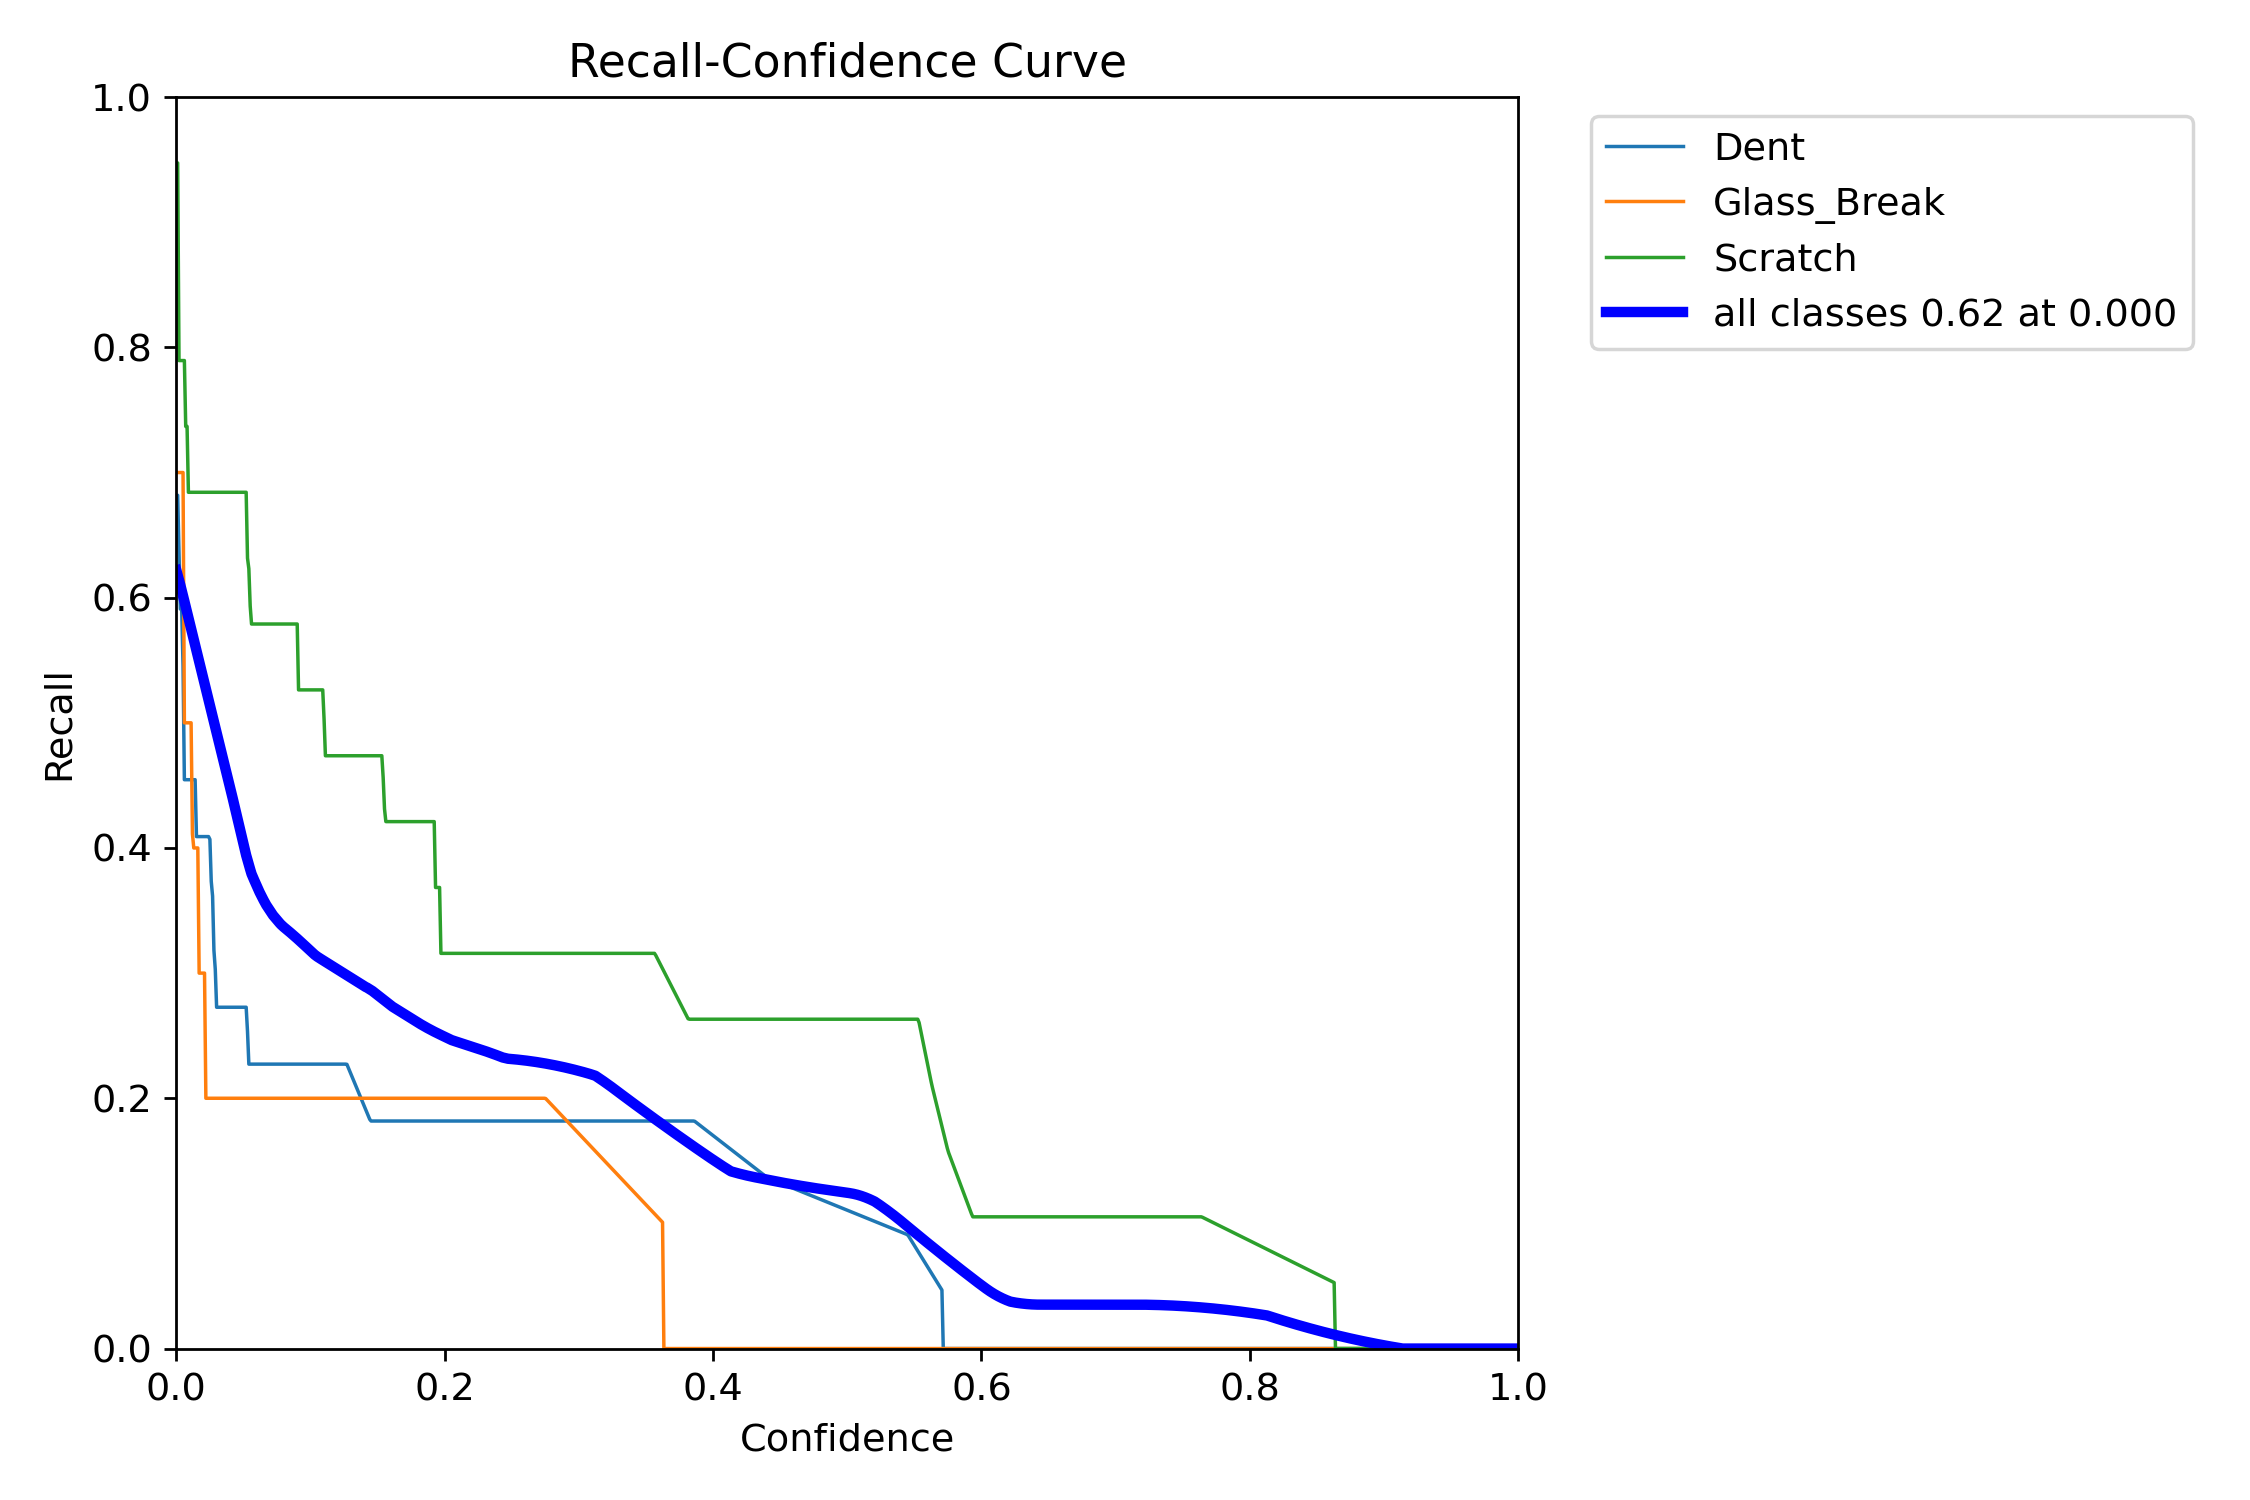 Recall-Confidence Curve
1.0
0.8
0.6
0.4
0.2
0.0
Recall
0.0 0.2 0.4 0.6 0.8 1.0
Confidence
Dent
Glass_Break
Scratch
all classes 0.62 at 0.000